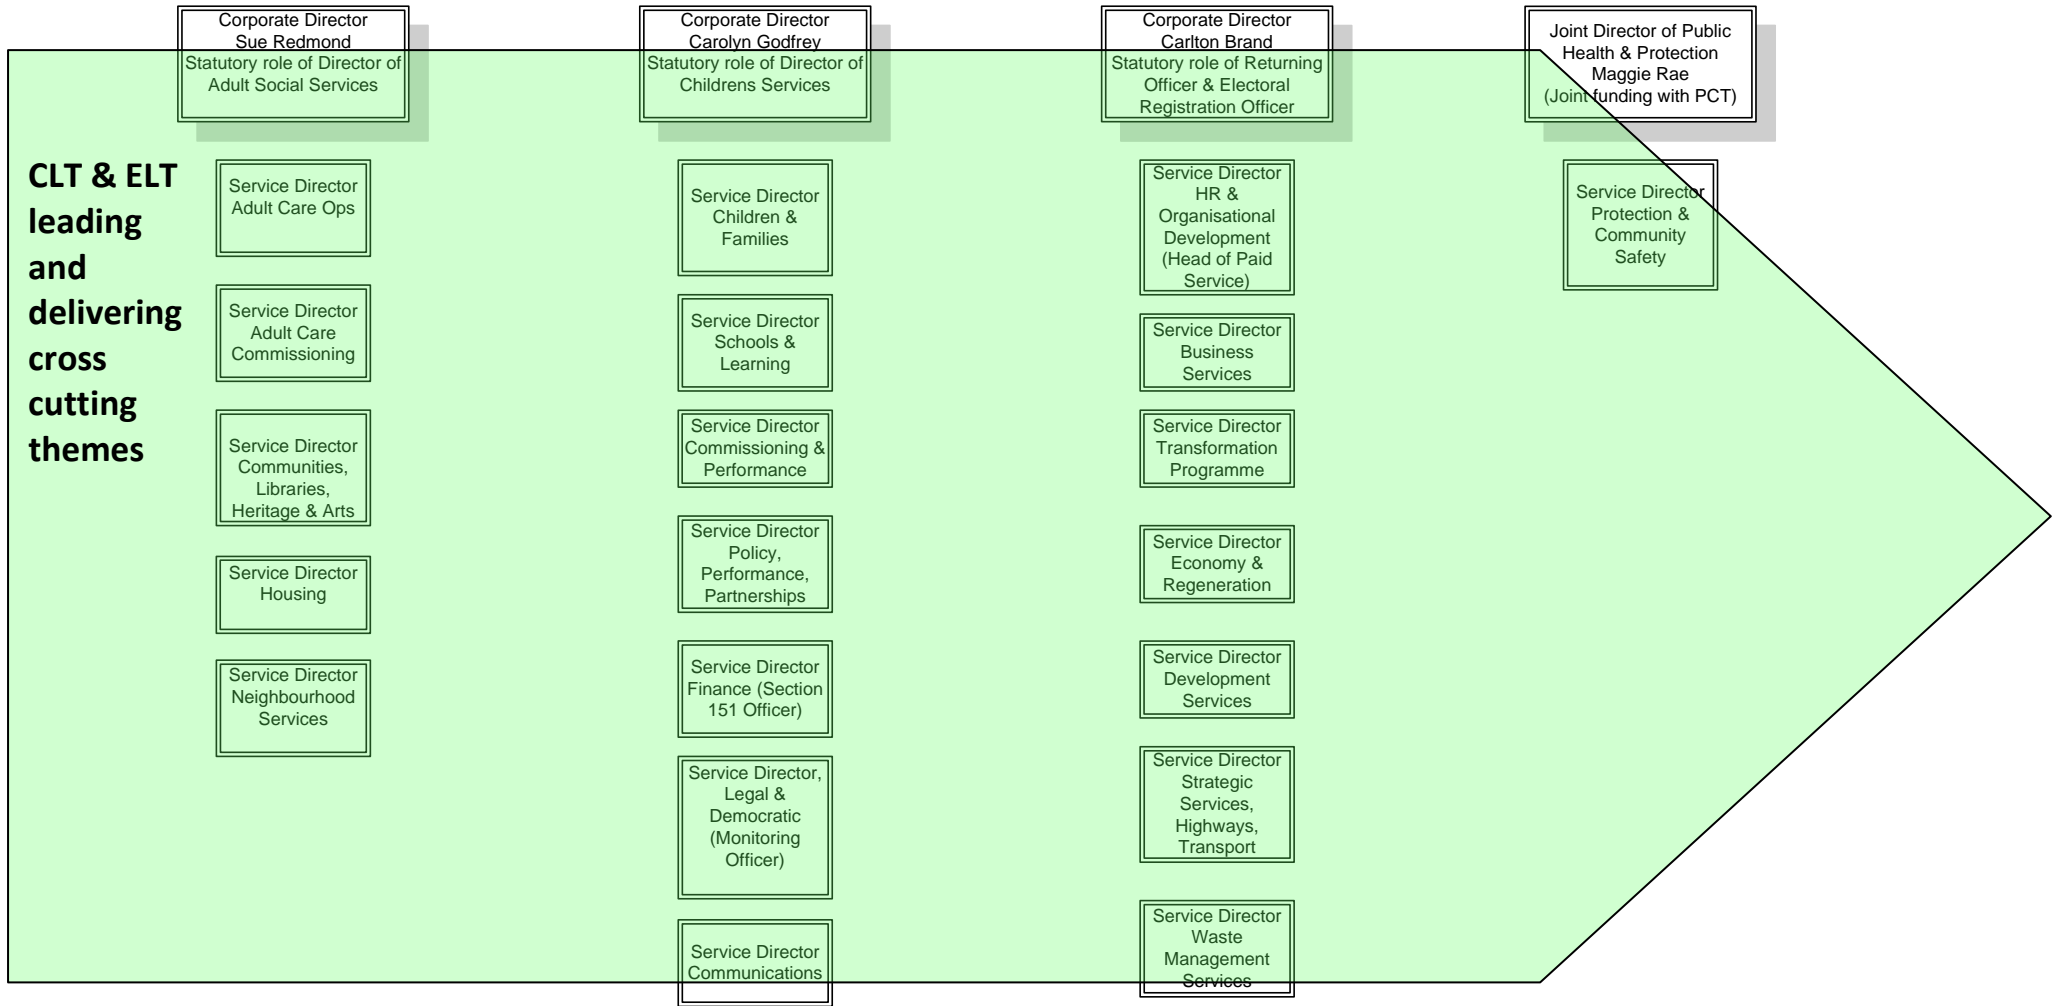 Corporate Director
Sue Redmond
Statutory role of Director of
Adult Social Services
Corporate Director
Carolyn Godfrey
Statutory role of Director of
Childrens Services
Corporate Director
Carlton Brand
Statutory role of Returning
Officer & Electoral
Registration Officer
Joint Director of Public
Health & Protection
Maggie Rae
(Joint funding with PCT)
CLT & ELT
leading
and
delivering
cross
cutting
themes
Service Director
Adult Care Ops
Service Director
Adult Care
Commissioning
Service Director
Communities,
Libraries,
Heritage & Arts
Service Director
Housing
Service Director
Neighbourhood
Services
Service Director
Children &
Families
Service Director
Schools &
Learning
Service Director
Commissioning &
Performance
Service Director
Policy,
Performance,
Partnerships
Service Director
Finance (Section
151 Officer)
Service Director,
Legal &
Democratic
(Monitoring
Officer)
Service Director
Communications
Service Director
HR &
Organisational
Development
(Head of Paid
Service)
Service Director
Business
Services
Service Director
Transformation
Programme
Service Director
Economy &
Regeneration
Service Director
Development
Services
Service Director
Strategic
Services,
Highways,
Transport
Service Director
Waste
Management
Services
Service Director
Protection &
Community
Safety